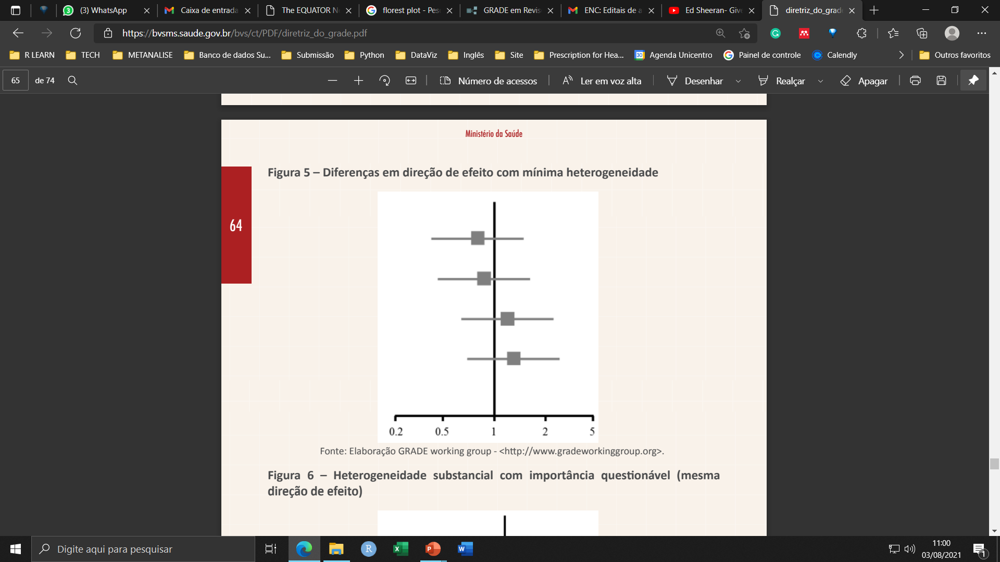 3 (3) WhatsApp
Caixa de entrada
The EQUATOR N
florest plot - Pes
GRADE em Revis
ENC: Editais de a
Ed Sheeran- Give
diretriz_do_grade
https://bvsms.saude.gov.br/bvs/ct/PDF/diretriz_do_grade.pdf
R LEARN
TECH
METANALISE
Banco de dados Su...
Submissão
Python
DataViz
Inglês
Site
Prescription for Hea...
30 Agenda Unicentro
Painel de controle
Calendly
Outros favoritos
65 de 74
Número de acessos
Ler em voz alta
Desenhar
Realçar
Apagar
Ministério da Saúde
64
Figura 5 – Diferenças em direção de efeito com mínima heterogeneidade
0.2 0.5 1 2 5
Fonte: Elaboração GRADE working group - <http://www.gradeworkinggroup.org>.
Figura 6 – Heterogeneidade substancial com importância questionável (mesma
direção de efeito)
Digite aqui para pesquisar
11:00
03/08/2021
1